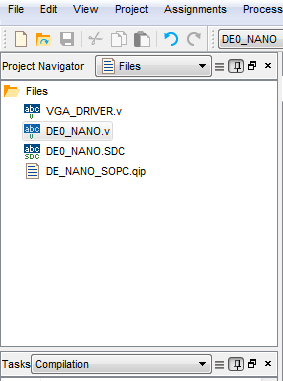 File Edit View Project Assignments Process
DE0_NANO
Project Navigator Files
Files
abc V VGA_DRIVER.v
abc V DE0_NANO.v
abc SDC DE0_NANO.SDC
DE_NANO_SOPC.qip
Tasks Compilation